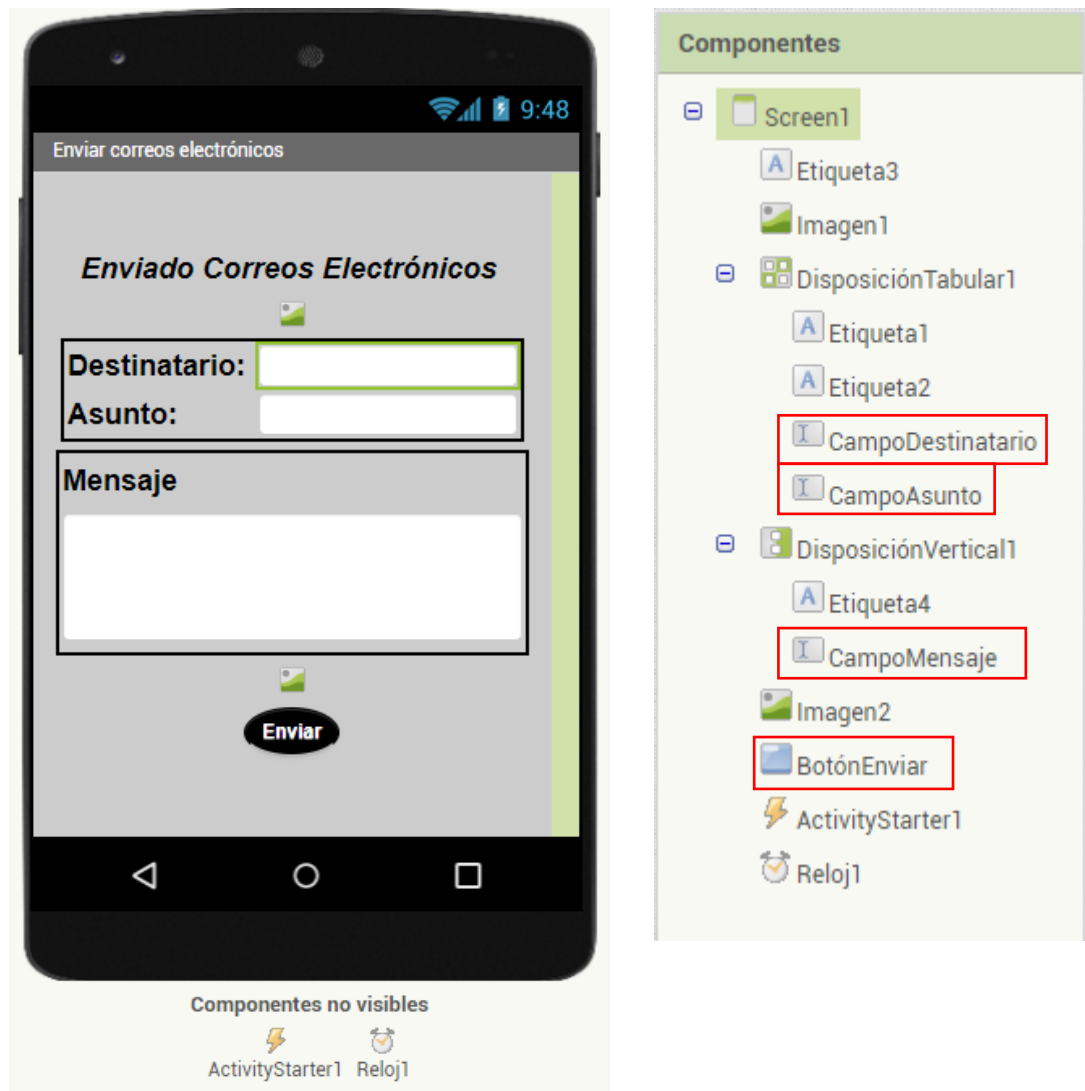 9:48
Enviar correos electrónicos
Enviado Correos Electrónicos
Destinatario:
Asunto:
Mensaje
Enviar
Componentes no visibles
ActivityStarter1 Reloj1
Componentes
Screen1
Etiqueta3
Imagen1
DisposiciónTabular1
Etiqueta1
Etiqueta2
CampoDestinatario
CampoAsunto
DisposiciónVertical1
Etiqueta4
CampoMensaje
Imagen2
BotónEnviar
ActivityStarter1
Reloj1